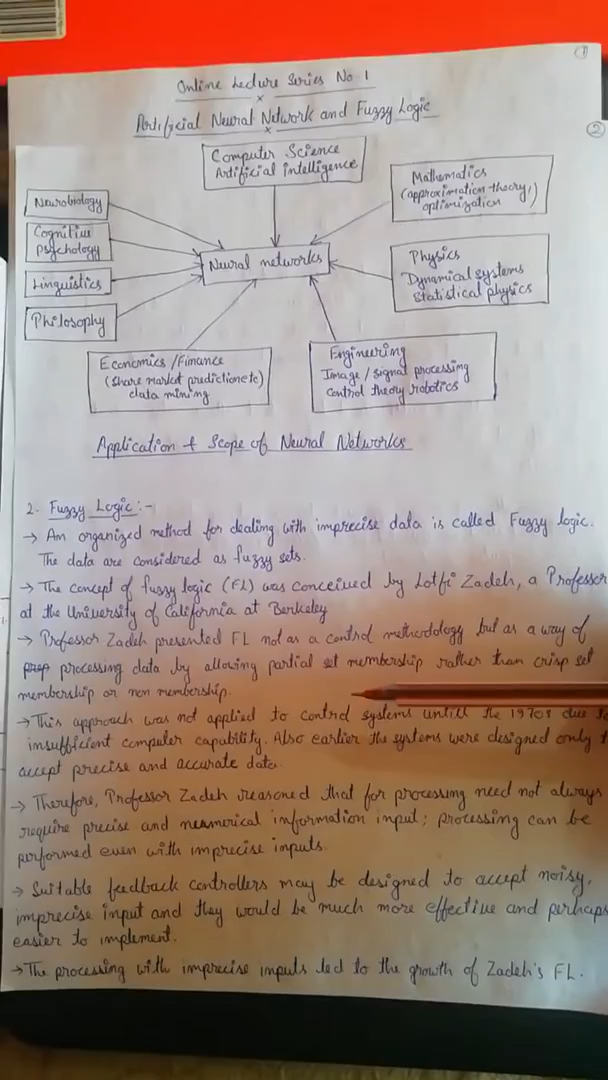 ①
Online Lecture Series No 1
Artificial Neural Network and Fuzzy Logic
②
Computer Science
Artificial intelligence
Mathematics
(approximation theory,)
optimization
Neurobiology
Cognitive
Psychology
Linguistics
Philosophy
Neural networks
Physics
Dynamical systems
Statistical physics
Economics / Finance
(share market prediction etc)
data mining
Engineering
Image / signal processing
control theory robotics
Application & Scope of Neural Networks
2. Fuzzy Logic:-
→ An organized method for dealing with imprecise data is called Fuzzy logic.
The data are considered as fuzzy sets.
→ The concept of fuzzy logic (FL) was conceived by Lotfi Zadeh, a Professor
at the University of California at Berkeley
→ Professor Zadeh presented FL not as a control methodology but as a way of
processing data by allowing partial set membership rather than crisp set
membership or non membership.
→ This approach was not applied to control systems untill the 1970s due
insufficient computer capability. Also earlier the systems were designed only
accept precise and accurate data.
→ Therefore, Professor Zadeh reasoned that for processing need not always
require precise and numerical information input; processing can be
performed even with imprecise inputs.
→ Suitable feedback controllers may be designed to accept noisy,
imprecise input and they would be much more effective and perhaps
easier to implement.
→ The processing with imprecise inputs led to the growth of Zadeh's FL.